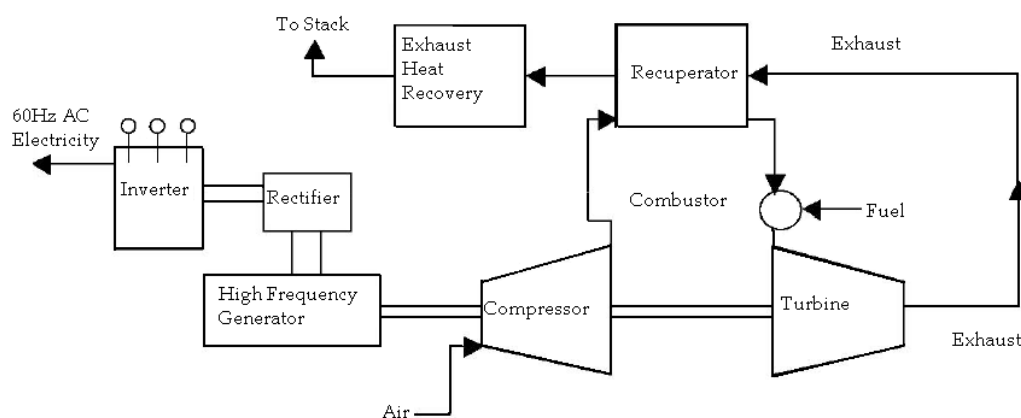 To Stack
Exhaust
Heat
Recovery
Recuperator
Exhaust
60Hz AC
Electricity
Inverter
Rectifier
Combustor
Fuel
High Frequency
Generator
Compressor
Turbine
Exhaust
Air